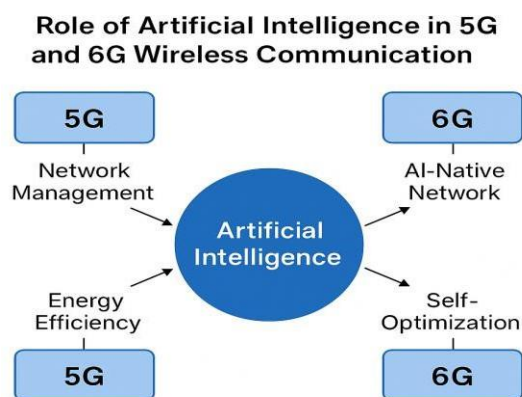 Role of Artificial Intelligence in 5G
and 6G Wireless Communication
5G
Network
Management
6G
AI-Native
Network
Artificial
Intelligence
Energy
Efficiency
5G
Self-
Optimization
6G